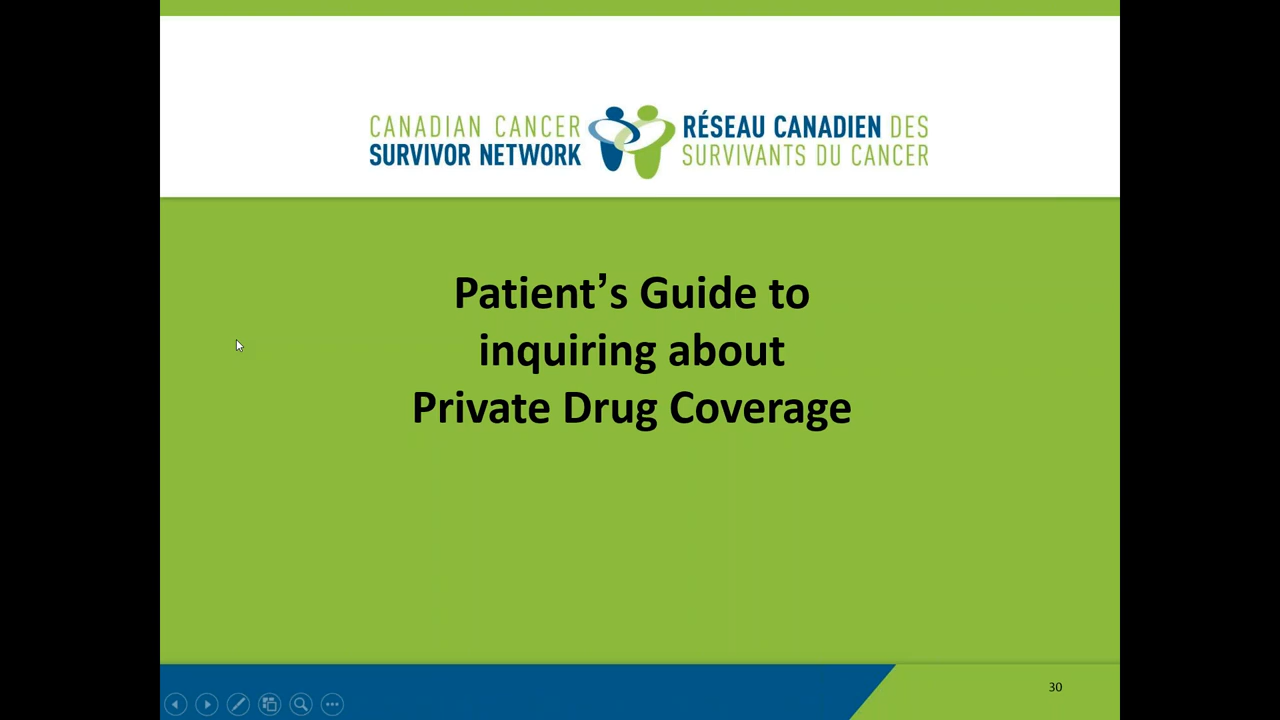 CANADIAN CANCER
SURVIVOR NETWORK
RÉSEAU CANADIEN DES
SURVIVANTS DU CANCER
Patient’s Guide to
inquiring about
Private Drug Coverage
30